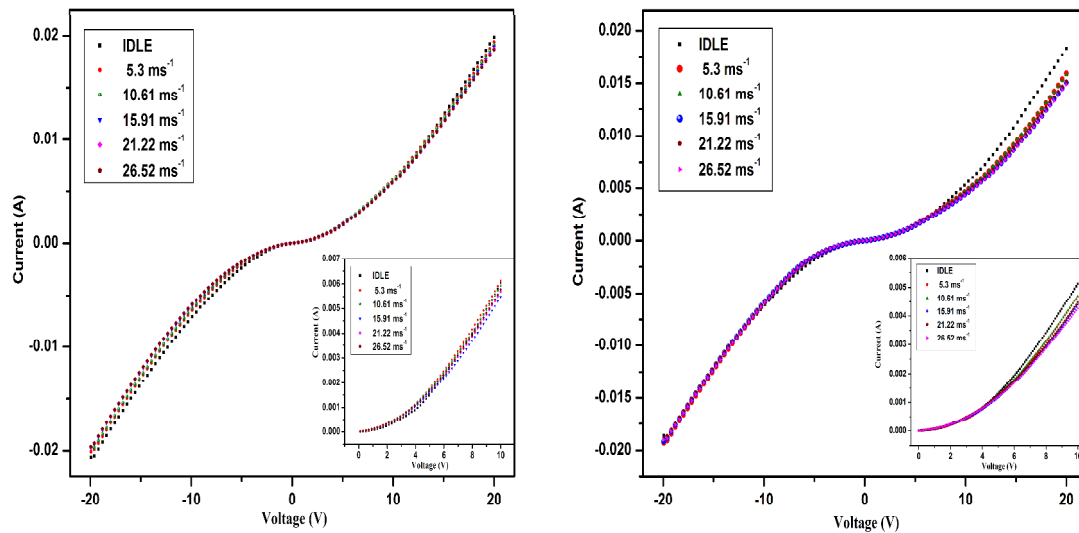 0.02
0.01
0.00
-0.01
-0.02
Current (A)
IDLE
5.3 ms-1
10.61 ms-1
15.91 ms-1
21.22 ms-1
26.52 ms-1
-20 -10 0 10 20
Voltage (V)
0.007
0.006
0.005
0.004
0.003
0.002
0.001
0.000
Current (A)
IDLE
5.3 ms-1
10.61 ms-1
15.91 ms-1
21.22 ms-1
26.52 ms-1
0 2 4 6 8 10
Voltage (V)
0.020
0.015
0.010
0.005
0.000
-0.005
-0.010
-0.015
-0.020
Current (A)
IDLE
5.3 ms-1
10.61 ms-1
15.91 ms-1
21.22 ms-1
26.52 ms-1
-20 -10 0 10 20
Voltage (V)
0.006
0.005
0.004
0.003
0.002
0.001
0.000
Current (A)
IDLE
5.3 ms-1
10.61 ms-1
15.91 ms-1
21.22 ms-1
26.52 ms-1
0 2 4 6 8 10
Voltage (V)